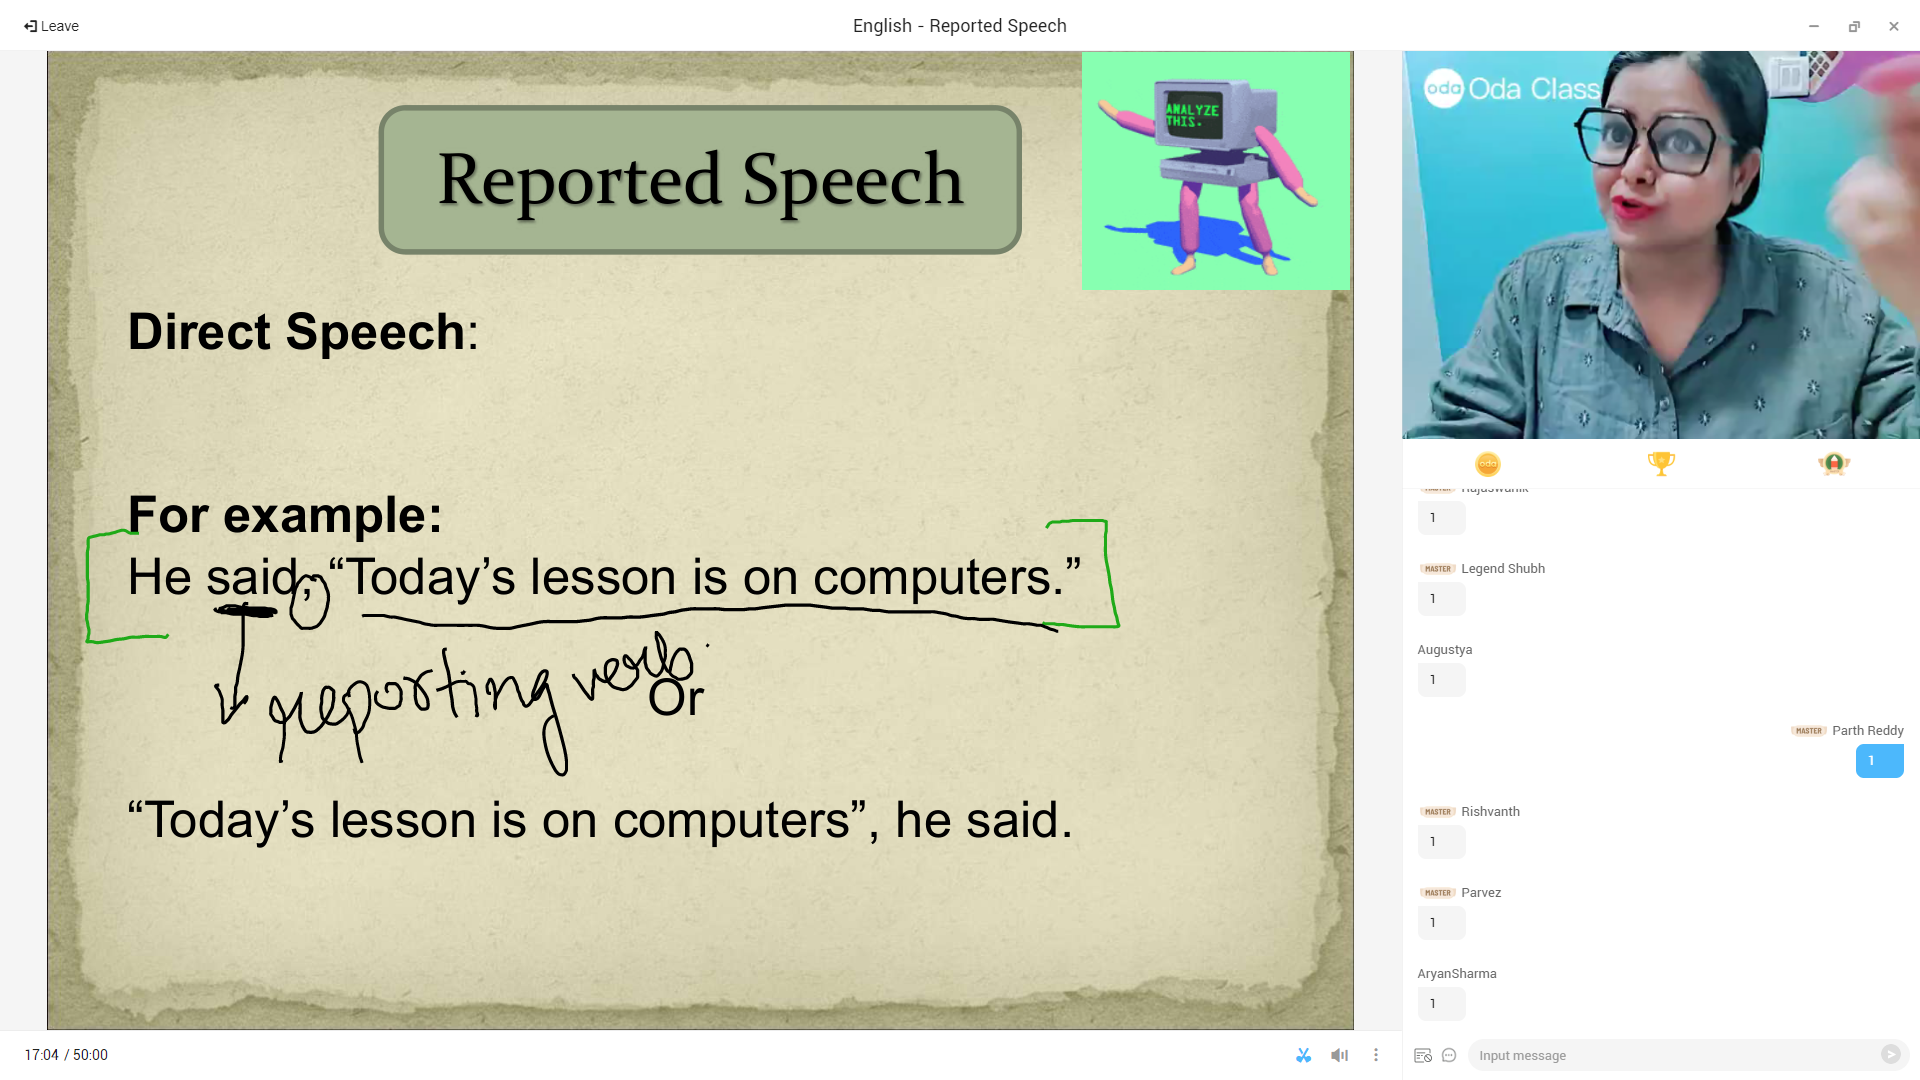 Leave
English - Reported Speech
Reported Speech
ANALYZE
THIS.
Direct Speech:
For example:
He said, “Today’s lesson is on computers.”
reporting verb.
Or
“Today’s lesson is on computers”, he said.
17:04 / 50:00
oda Oda Class
oda
MASTER Rajaswanik
1
MASTER Legend Shubh
1
Augustya
1
MASTER Parth Reddy
1
MASTER Rishvanth
1
MASTER Parvez
1
AryanSharma
1
Input message